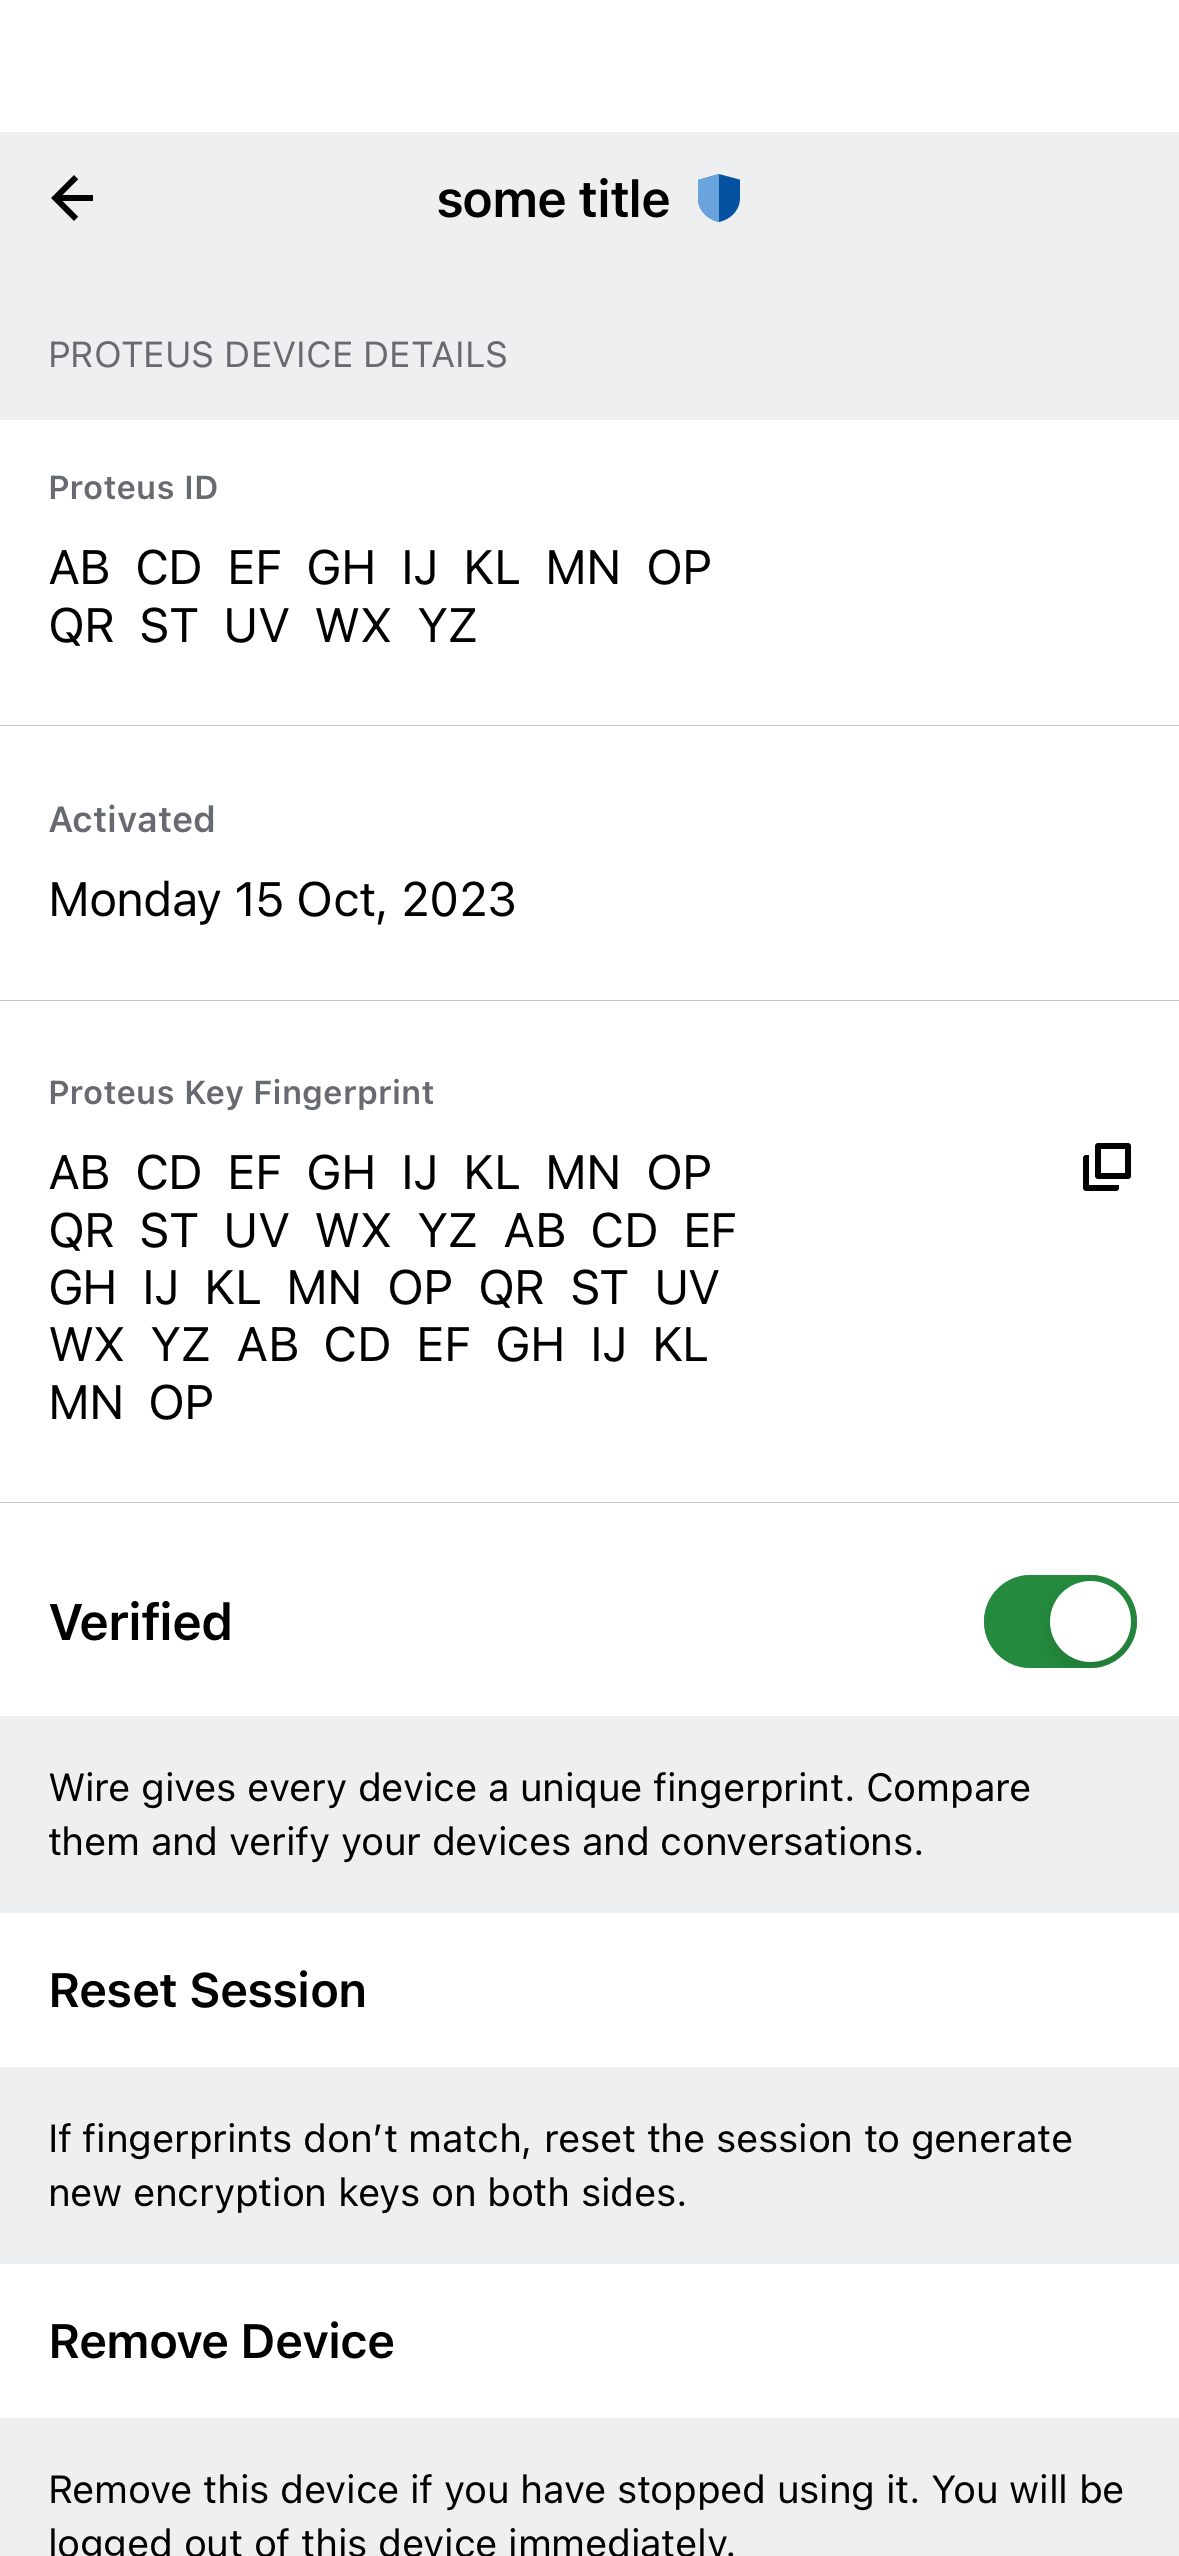 some title
PROTEUS DEVICE DETAILS
Proteus ID
AB CD EF GH IJ KL MN OP
QR ST UV WX YZ
Activated
Monday 15 Oct, 2023
Proteus Key Fingerprint
AB CD EF GH IJ KL MN OP
QR ST UV WX YZ AB CD EF
GH IJ KL MN OP QR ST UV
WX YZ AB CD EF GH IJ KL
MN OP
Verified
Wire gives every device a unique fingerprint. Compare
them and verify your devices and conversations.
Reset Session
If fingerprints don’t match, reset the session to generate
new encryption keys on both sides.
Remove Device
Remove this device if you have stopped using it. You will be
logged out of this device immediately.